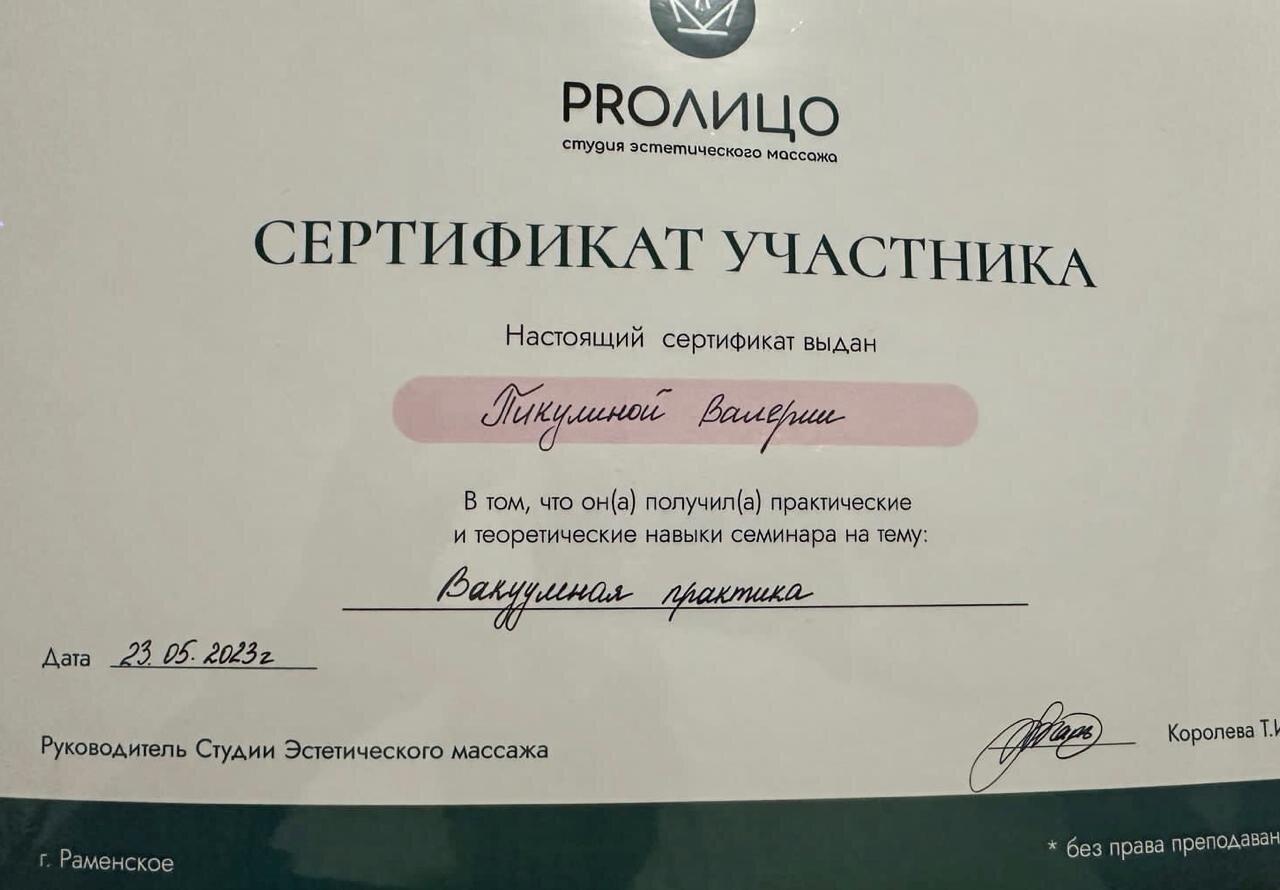 PROЛИЦО
студия эстетического массажа
СЕРТИФИКАТ УЧАСТНИКА
Настоящий сертификат выдан
Пикулиной Валерии
В том, что он(а) получил(а) практические
и теоретические навыки семинара на тему:
Вакуумная практика
Дата 23.05.2023г
Руководитель Студии Эстетического массажа
Королева Т.И
г. Раменское
* без права преподаван